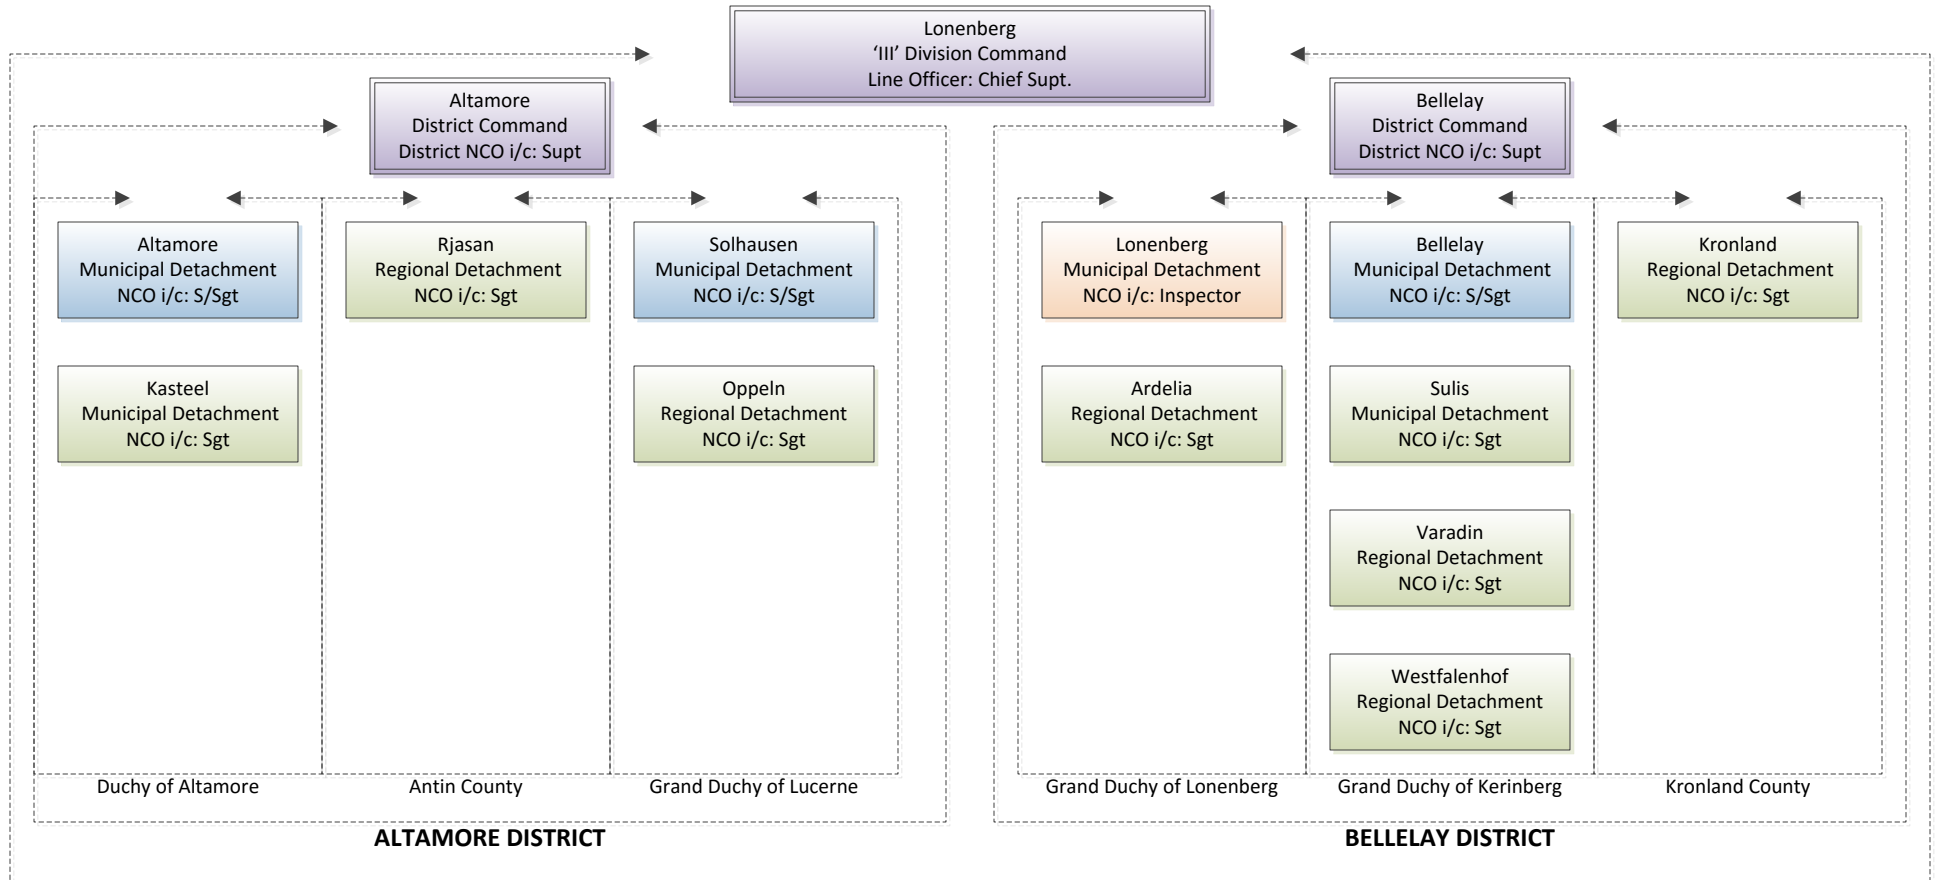 Lonenberg
‘III’ Division Command
Line Officer: Chief Supt.
Altamore
District Command
District NCO i/c: Supt
Bellelay
District Command
District NCO i/c: Supt
Altamore
Municipal Detachment
NCO i/c: S/Sgt
Rjasan
Regional Detachment
NCO i/c: Sgt
Solhausen
Municipal Detachment
NCO i/c: S/Sgt
Lonenberg
Municipal Detachment
NCO i/c: Inspector
Bellelay
Municipal Detachment
NCO i/c: S/Sgt
Kronland
Regional Detachment
NCO i/c: Sgt
Kasteel
Municipal Detachment
NCO i/c: Sgt
Oppeln
Regional Detachment
NCO i/c: Sgt
Ardelia
Regional Detachment
NCO i/c: Sgt
Sulis
Municipal Detachment
NCO i/c: Sgt
Varadin
Regional Detachment
NCO i/c: Sgt
Westfalenhof
Regional Detachment
NCO i/c: Sgt
Duchy of Altamore
Antin County
Grand Duchy of Lucerne
Grand Duchy of Lonenberg
Grand Duchy of Kerinberg
Kronland County
ALTAMORE DISTRICT
BELLELAY DISTRICT